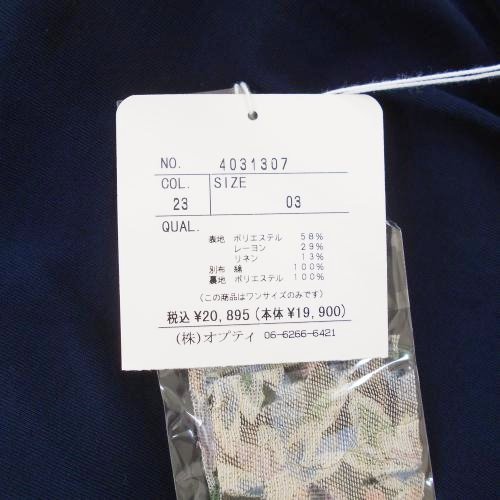 NO. 4031307
COL. SIZE
23 03
QUAL.
表地 ポリエステル 58%
レーヨン 29%
リネン 13%
別布 綿 100%
裏地 ポリエステル 100%
(この商品はワンサイズのみです)
税込 ¥20,895 (本体 ¥19,900)
(株)オプティ 06-6266-6421